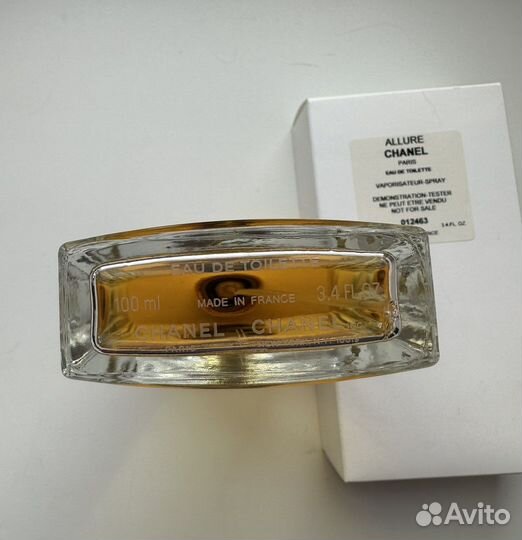 ALLURE
CHANEL
PARIS
EAU DE TOILETTE
VAPORISATEUR-SPRAY
DEMONSTRATION-TESTER
NE PEUT ETRE VENDU
NOT FOR SALE
012463
3.4 FL. OZ
EAU DE TOILETTE
100 ml MADE IN FRANCE 3.4 FL OZ
CHANEL CHANEL
PARIS
Avito